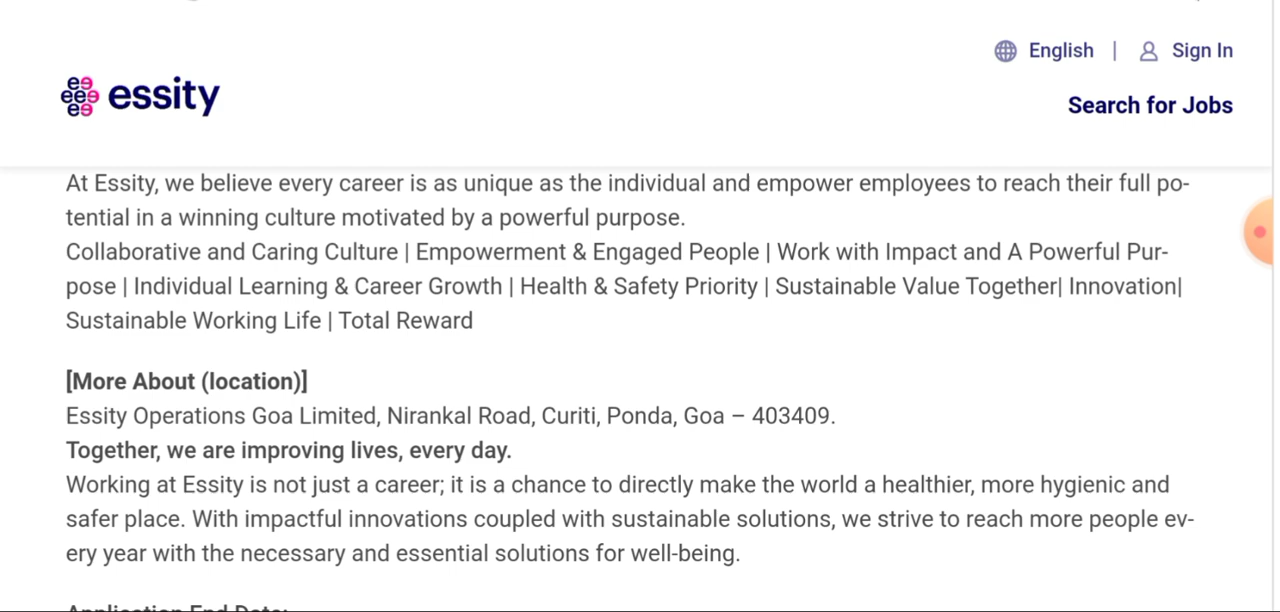 English | Sign In
essity
Search for Jobs
At Essity, we believe every career is as unique as the individual and empower employees to reach their full po-
tential in a winning culture motivated by a powerful purpose.
Collaborative and Caring Culture | Empowerment & Engaged People | Work with Impact and A Powerful Pur-
pose | Individual Learning & Career Growth | Health & Safety Priority | Sustainable Value Together| Innovation|
Sustainable Working Life | Total Reward
[More About (location)]
Essity Operations Goa Limited, Nirankal Road, Curiti, Ponda, Goa – 403409.
Together, we are improving lives, every day.
Working at Essity is not just a career; it is a chance to directly make the world a healthier, more hygienic and
safer place. With impactful innovations coupled with sustainable solutions, we strive to reach more people ev-
ery year with the necessary and essential solutions for well-being.
Application End Date: